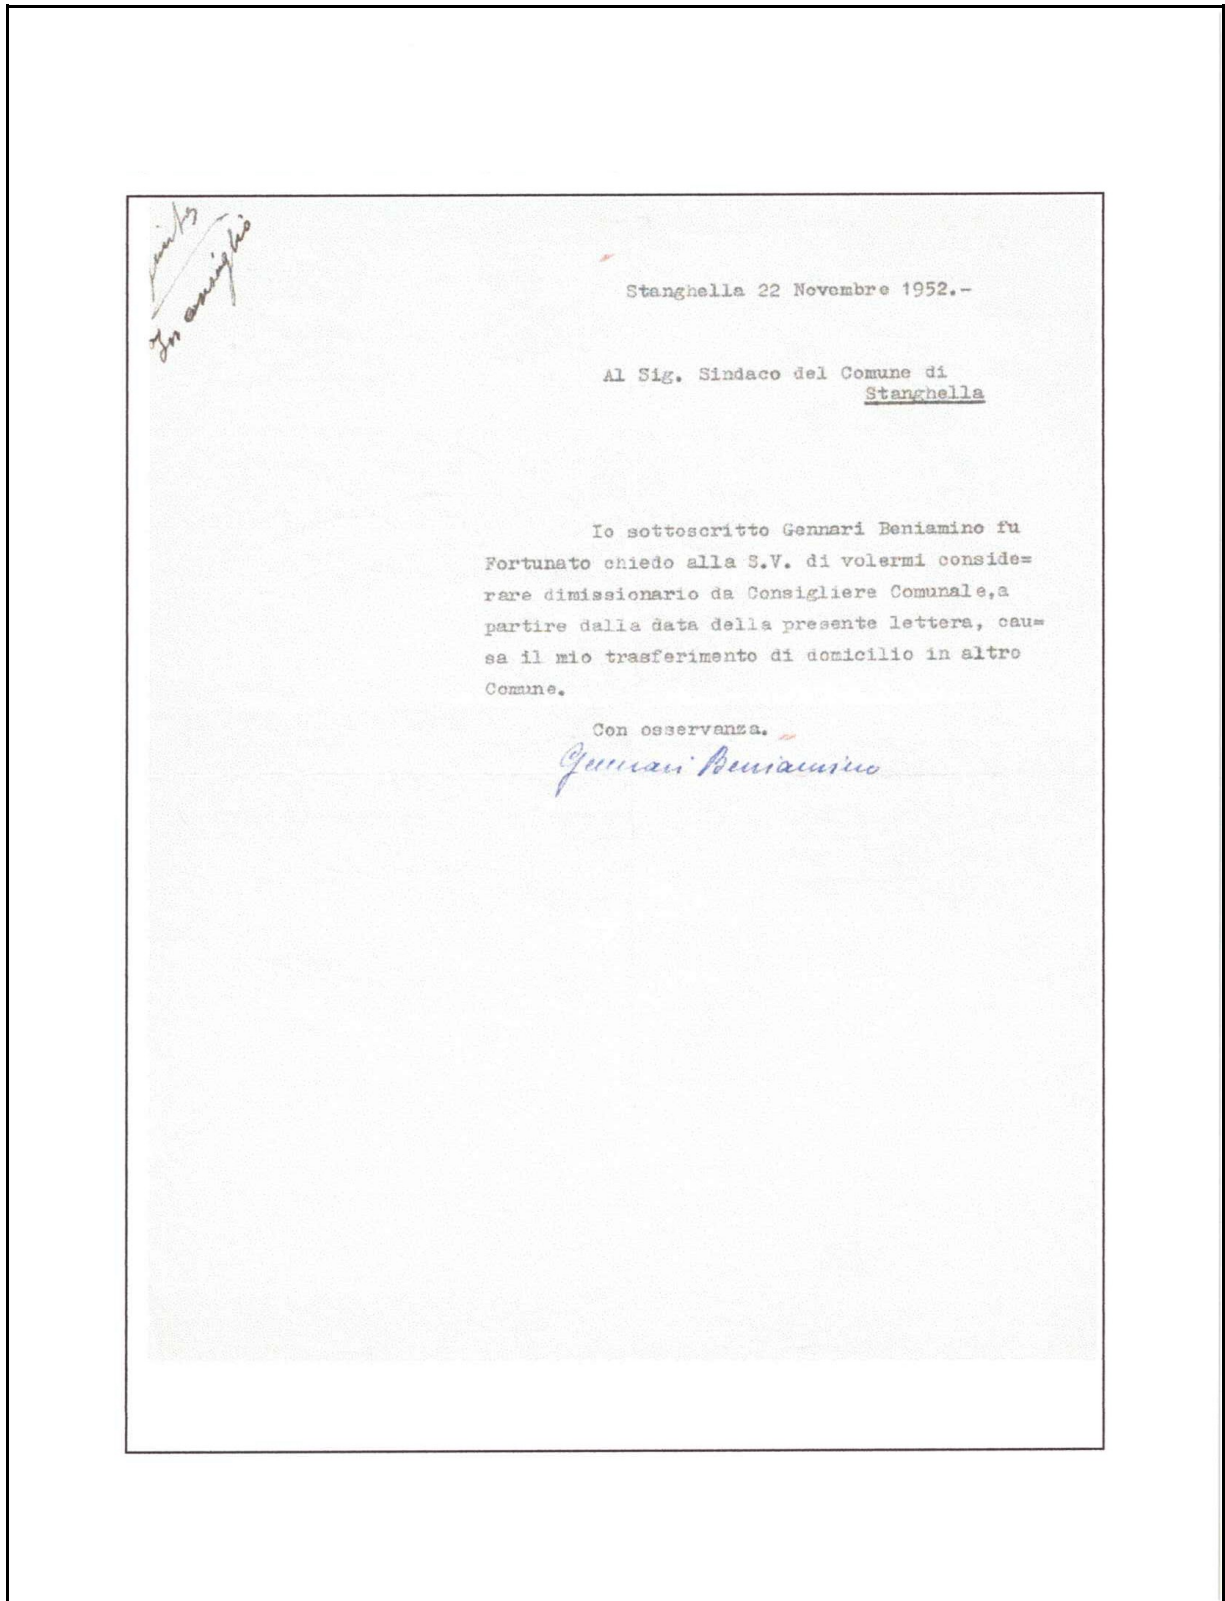 In consiglio
Stanghella 22 Novembre 1952.-
Al Sig. Sindaco del Comune di
Stanghella
Io sottoscritto Gennari Beniamino fu
Fortunato chiedo alla S.V. di volermi conside=
rare dimissionario da Consigliere Comunale,a
partire dalla data della presente lettera, cau=
sa il mio trasferimento di domicilio in altro
Comune.
Con osservanza.
Gennari Beniamino